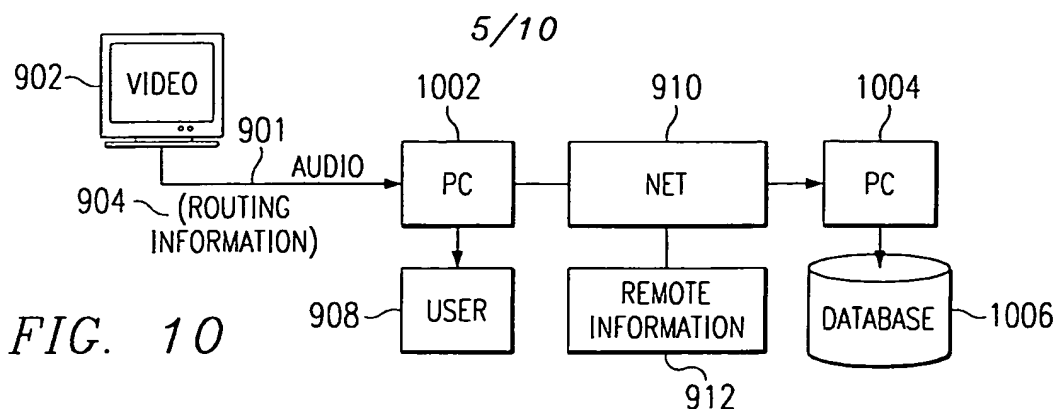 5/10
902
VIDEO
901
AUDIO
904
(ROUTING
INFORMATION)
1002
PC
910
NET
1004
PC
908
USER
REMOTE
INFORMATION
912
DATABASE
1006
FIG. 10